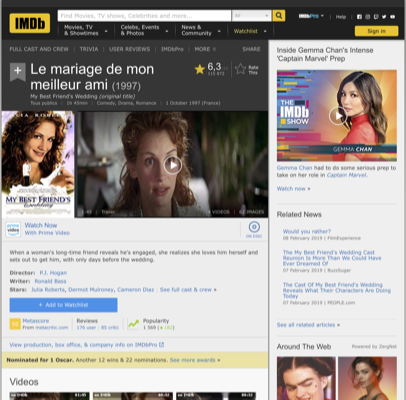 IMDb
Find Movies, TV shows, Celebrities and more...
All
IMDbPro
Help
Movies, TV & Showtimes
Celebs, Events & Photos
News & Community
Watchlist
Sign in
FULL CAST AND CREW | TRIVIA | USER REVIEWS | IMDbPro | MORE
SHARE
Le mariage de mon
meilleur ami (1997)
6,3
Rate This
My Best Friend's Wedding (original title)
Tous publics | 1h 45min | Comedy, Drama, Romance | 1 October 1997 (France)
MY BEST FRIEND'S
WEDDING
Trailer
VIDEOS
IMAGES
prime video
Watch Now
With Prime Video
ON DISC
When a woman's long-time friend reveals he's engaged, she realizes she loves him herself and
sets out to get him, with only days before the wedding.
Director: P.J. Hogan
Writer: Ronald Bass
Stars: Julia Roberts, Dermot Mulroney, Cameron Diaz | See full cast & crew »
+ Add to Watchlist
Metascore
From metacritic.com
Reviews
176 user | 85 critic
Popularity
View production, box office, & company info on IMDbPro
Nominated for 1 Oscar. Another 12 wins & 22 nominations. See more awards »
Videos
Inside Gemma Chan's Intense
'Captain Marvel' Prep
THE
IMDb
SHOW
GEMMA CHAN
Gemma Chan had to do some serious prep to
take on her role in Captain Marvel.
Watch now »
Related News
Would you rather?
08 February 2019 | FilmExperience
The My Best Friend's Wedding Cast
Reunion Is More Than We Could Have
Ever Dreamed Of
07 February 2019 | BuzzSugar
The Cast of My Best Friend's Wedding
Reveals What Their Characters Are Doing
Today
07 February 2019 | PEOPLE.com
See all related articles »
Around The Web
Powered by ZergNet